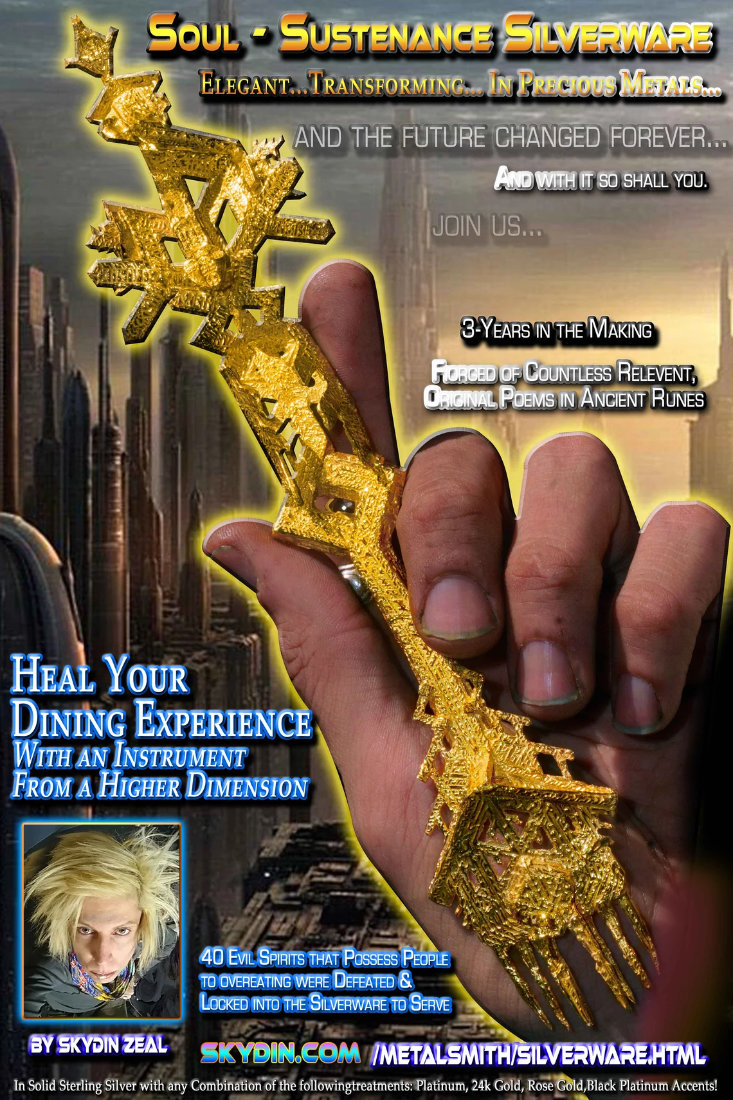 Soul - Sustenance Silverware
Elegant...Transforming... In Precious Metals...
AND THE FUTURE CHANGED FOREVER...
And with it so shall you.
JOIN US...
3-Years in the Making
Forged of Countless Relevent,
Original Poems in Ancient Runes
Heal Your
Dining Experience
With an Instrument
From a Higher Dimension
40 Evil Spirits that Possess People
to overeating were Defeated &
Locked into the Silverware to Serve
by Skydin Zeal
skydin.com /metalsmith/silverware.html
In Solid Sterling Silver with any Combination of the followingtreatments: Platinum, 24k Gold, Rose Gold,Black Platinum Accents!